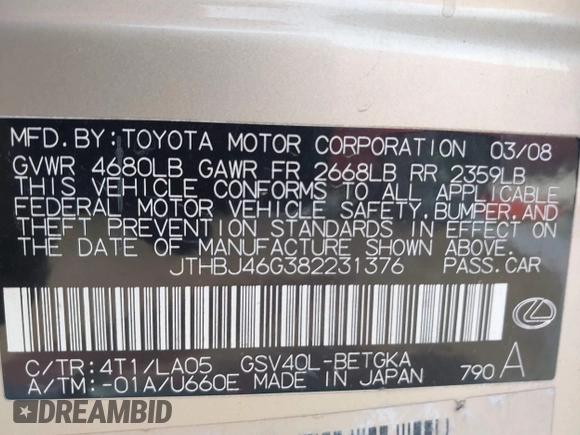 MFD. BY: TOYOTA MOTOR CORPORATION 03/08
GVWR 4680LB GAWR FR 2668LB RR 2359LB
THIS VEHICLE CONFORMS TO ALL APPLICABLE
FEDERAL MOTOR VEHICLE SAFETY, BUMPER, AND
THEFT PREVENTION STANDARDS IN EFFECT ON
THE DATE OF MANUFACTURE SHOWN ABOVE.
JTHBJ46G382231376 PASS. CAR
C/TR: 4T1/LA05 GSV40L-BETGKA
A/TM: -01A/U660E MADE IN JAPAN 790 A
DREAMBID